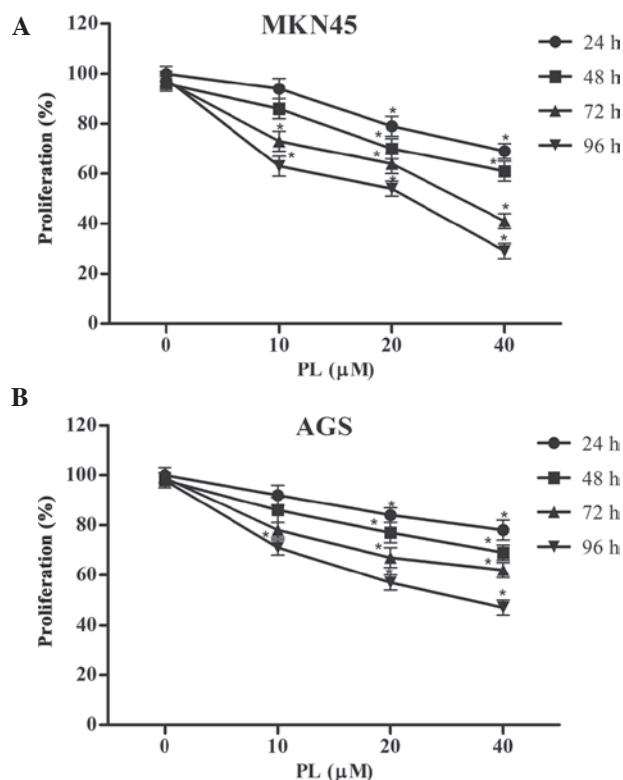 A
MKN45
Proliferation (%)
120
100
80
60
40
20
0
0 10 20 40
PL (μM)
24 h
48 h
72 h
96 h
* * * * * * * * * *
B
AGS
Proliferation (%)
120
100
80
60
40
20
0
0 10 20 40
PL (μM)
24 h
48 h
72 h
96 h
* * * * * * * * *